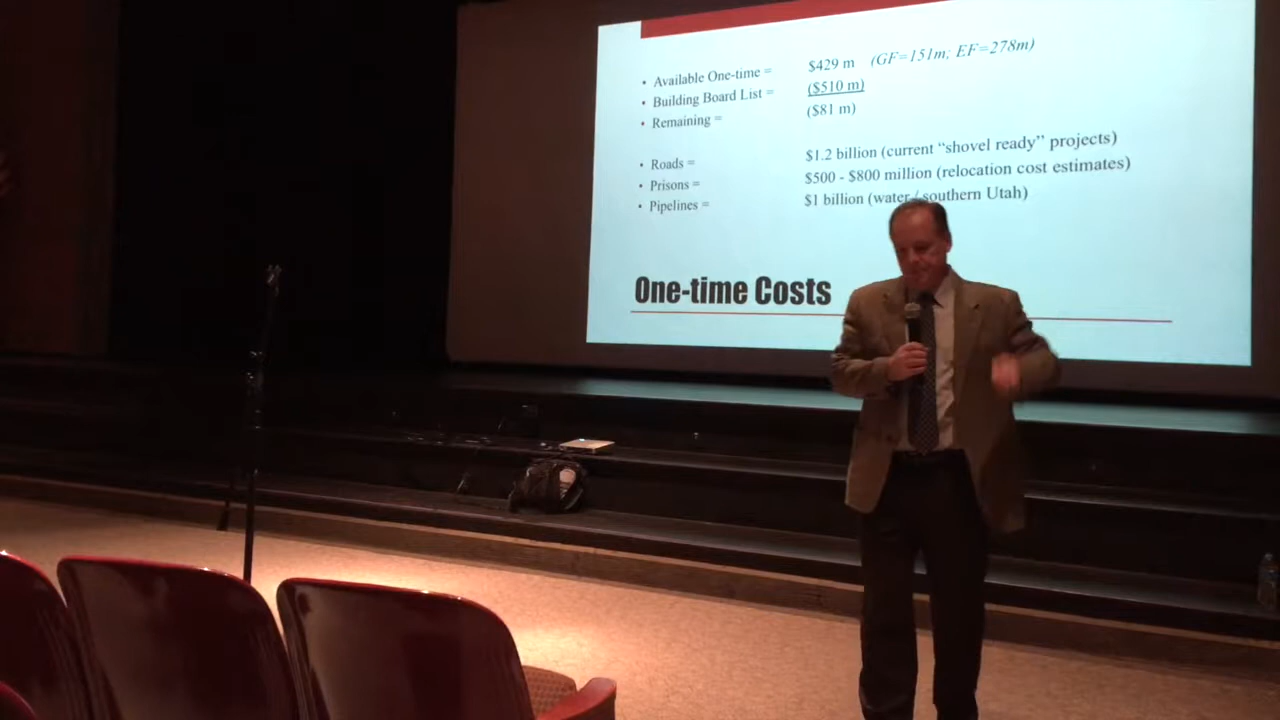 • Available One-time = $429 m (GF=151m; EF=278m)
• Building Board List = ($510 m)
• Remaining = ($81 m)
• Roads = $1.2 billion (current “shovel ready” projects)
• Prisons = $500 - $800 million (relocation cost estimates)
• Pipelines = $1 billion (water / southern Utah)
One-time Costs